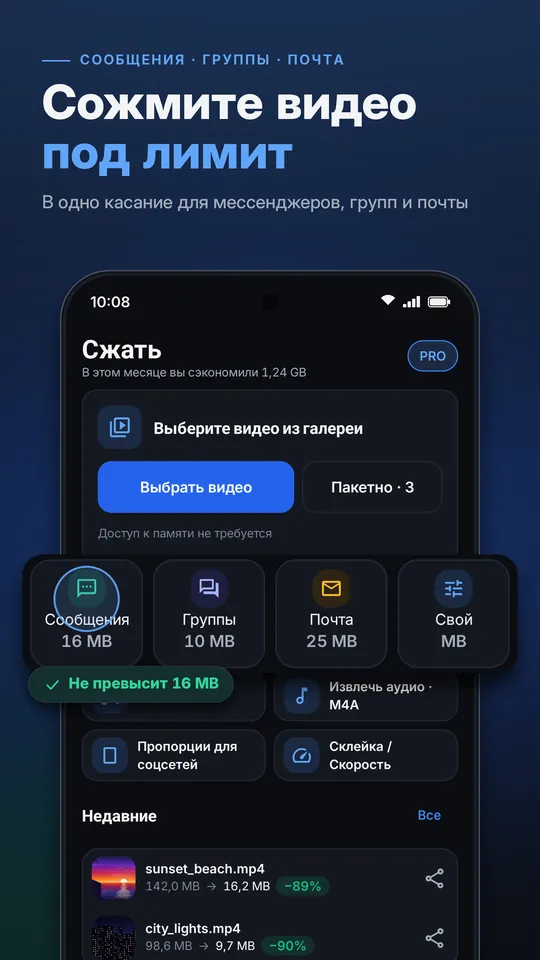 СООБЩЕНИЯ · ГРУППЫ · ПОЧТА
Сожмите видео
под лимит
В одно касание для мессенджеров, групп и почты
10:08
Сжать
В этом месяце вы сэкономили 1,24 GB
PRO
Выберите видео из галереи
Выбрать видео
Пакетно · 3
Доступ к памяти не требуется
Сообщения
16 MB
Группы
10 MB
Почта
25 MB
Свой
MB
Не превысит 16 MB
Извлечь аудио ·
M4A
Пропорции для
соцсетей
Склейка /
Скорость
Недавние
Все
sunset_beach.mp4
142,0 MB → 16,2 MB −89%
city_lights.mp4
98,6 MB → 9,7 MB −90%